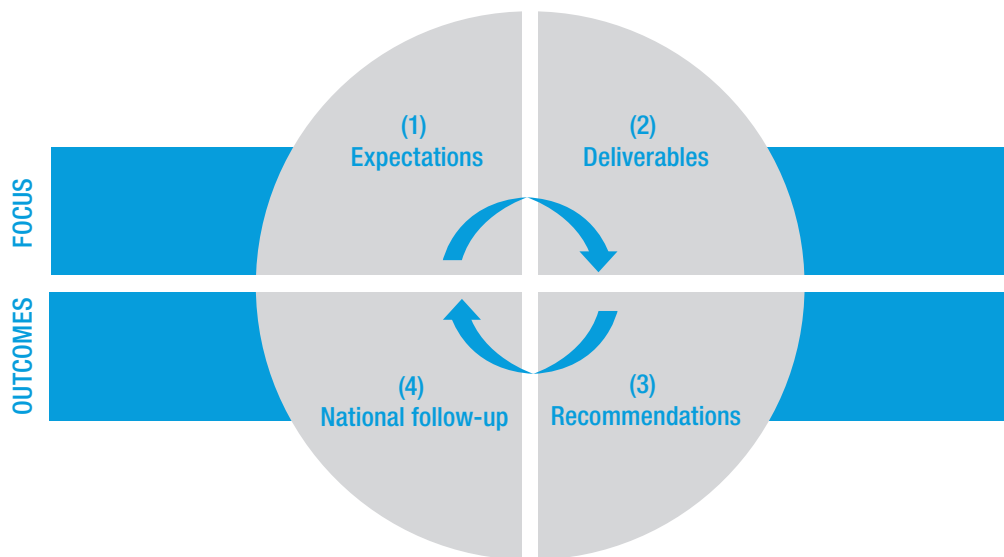 FOCUS
(1)
Expectations
(2)
Deliverables
OUTCOMES
(4)
National follow-up
(3)
Recommendations